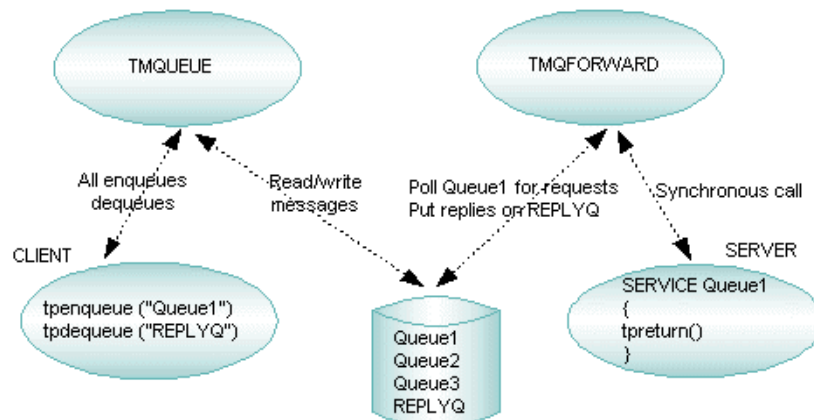 TMQUEUE
TMQFORWARD
All enqueues
dequeues
Read/write
messages
Poll Queue1 for requests
Put replies on REPLYQ
Synchronous call
CLIENT
tpenqueue ("Queue1")
tpdequeue ("REPLYQ")
Queue1
Queue2
Queue3
REPLYQ
SERVER
SERVICE Queue1
{
tpreturn()
}